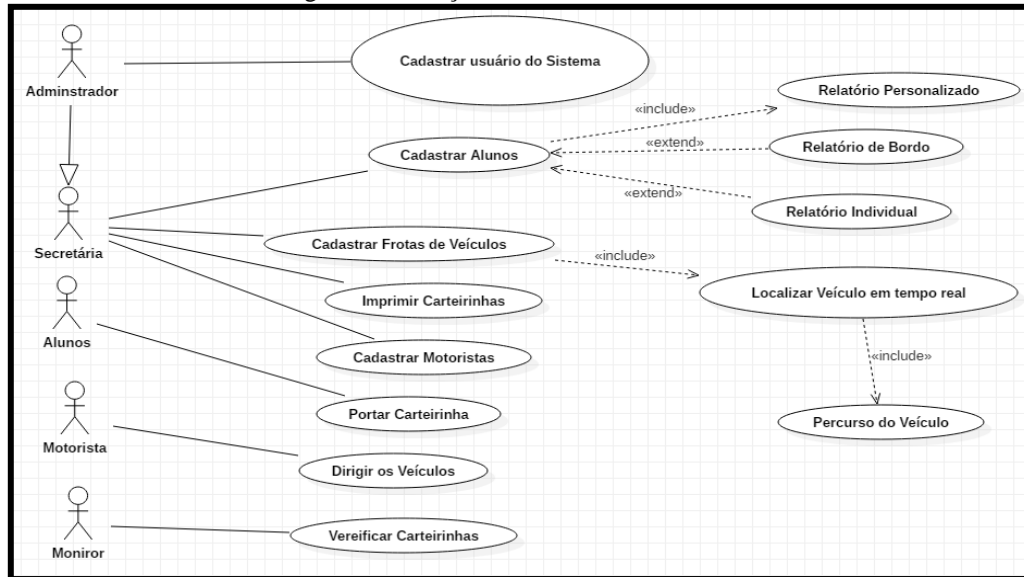 Adminstrador
Cadastrar usuário do Sistema
Relatório Personalizado
«include»
Cadastrar Alunos
«extend»
Relatório de Bordo
«extend»
Relatório Individual
Secretária
Cadastrar Frotas de Veículos
«include»
Localizar Veículo em tempo real
Imprimir Carteirinhas
Alunos
Cadastrar Motoristas
«include»
Portar Carteirinha
Percurso do Veículo
Motorista
Dirigir os Veículos
Moniror
Vereificar Carteirinhas